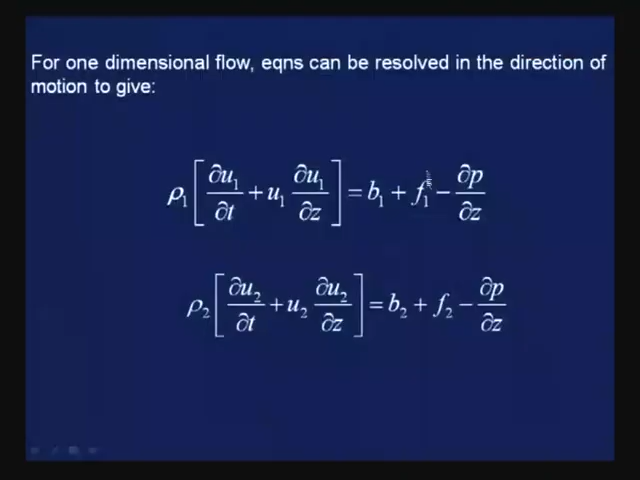 For one dimensional flow, eqns can be resolved in the direction of
motion to give:
ρ₁[∂u₁/∂t + u₁ ∂u₁/∂z] = b₁ + f₁ − ∂p/∂z
ρ₂[∂u₂/∂t + u₂ ∂u₂/∂z] = b₂ + f₂ − ∂p/∂z